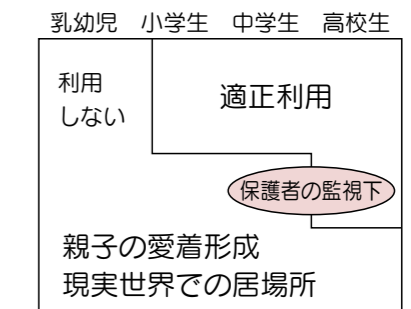 乳幼児 小学生 中学生 高校生
利用
しない
適正利用
保護者の監視下
親子の愛着形成
現実世界での居場所